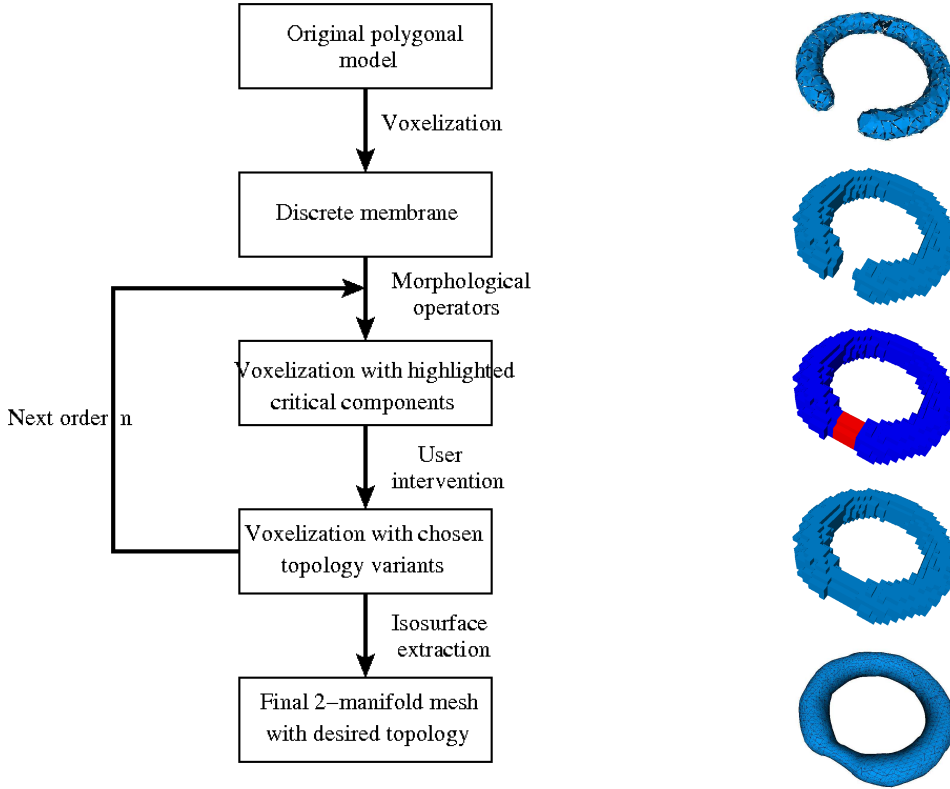 Original polygonal
model
Voxelization
Discrete membrane
Morphological
operators
Voxelization with highlighted
critical components
Next order n
User
intervention
Voxelization with chosen
topology variants
Isosurface
extraction
Final 2−manifold mesh
with desired topology